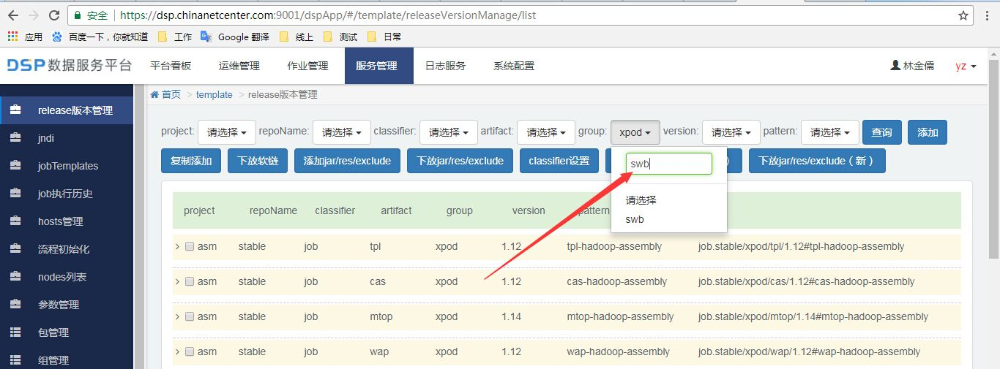 安全 | https://dsp.chinanetcenter.com:9001/dspApp/#/template/releaseVersionManage/list
应用 百度一下，你就知道 工作 Google 翻译 线上 测试 日常
DSP 数据服务平台 平台看板 运维管理 作业管理 服务管理 日志服务 系统配置 林金儒 yz
首页 > template > release版本管理
release版本管理
jndi
jobTemplates
job执行历史
hosts管理
流程初始化
nodes列表
参数管理
包管理
组管理
project: 请选择 repoName: 请选择 classifier: 请选择 artifact: 请选择 group: xpod version: 请选择 pattern: 请选择 查询 添加
复制添加 下放软链 添加jar/res/exclude 下放jar/res/exclude classifier设置 ） 下放jar/res/exclude（新）
swb
请选择
swb
project repoName classifier artifact group version pattern
asm stable job tpl xpod 1.12 tpl-hadoop-assembly job.stable/xpod/tpl/1.12#tpl-hadoop-assembly
asm stable job cas xpod 1.12 cas-hadoop-assembly job.stable/xpod/cas/1.12#cas-hadoop-assembly
asm stable job mtop xpod 1.14 mtop-hadoop-assembly job.stable/xpod/mtop/1.14#mtop-hadoop-assembly
asm stable job wap xpod 1.12 wap-hadoop-assembly job.stable/xpod/wap/1.12#wap-hadoop-assembly